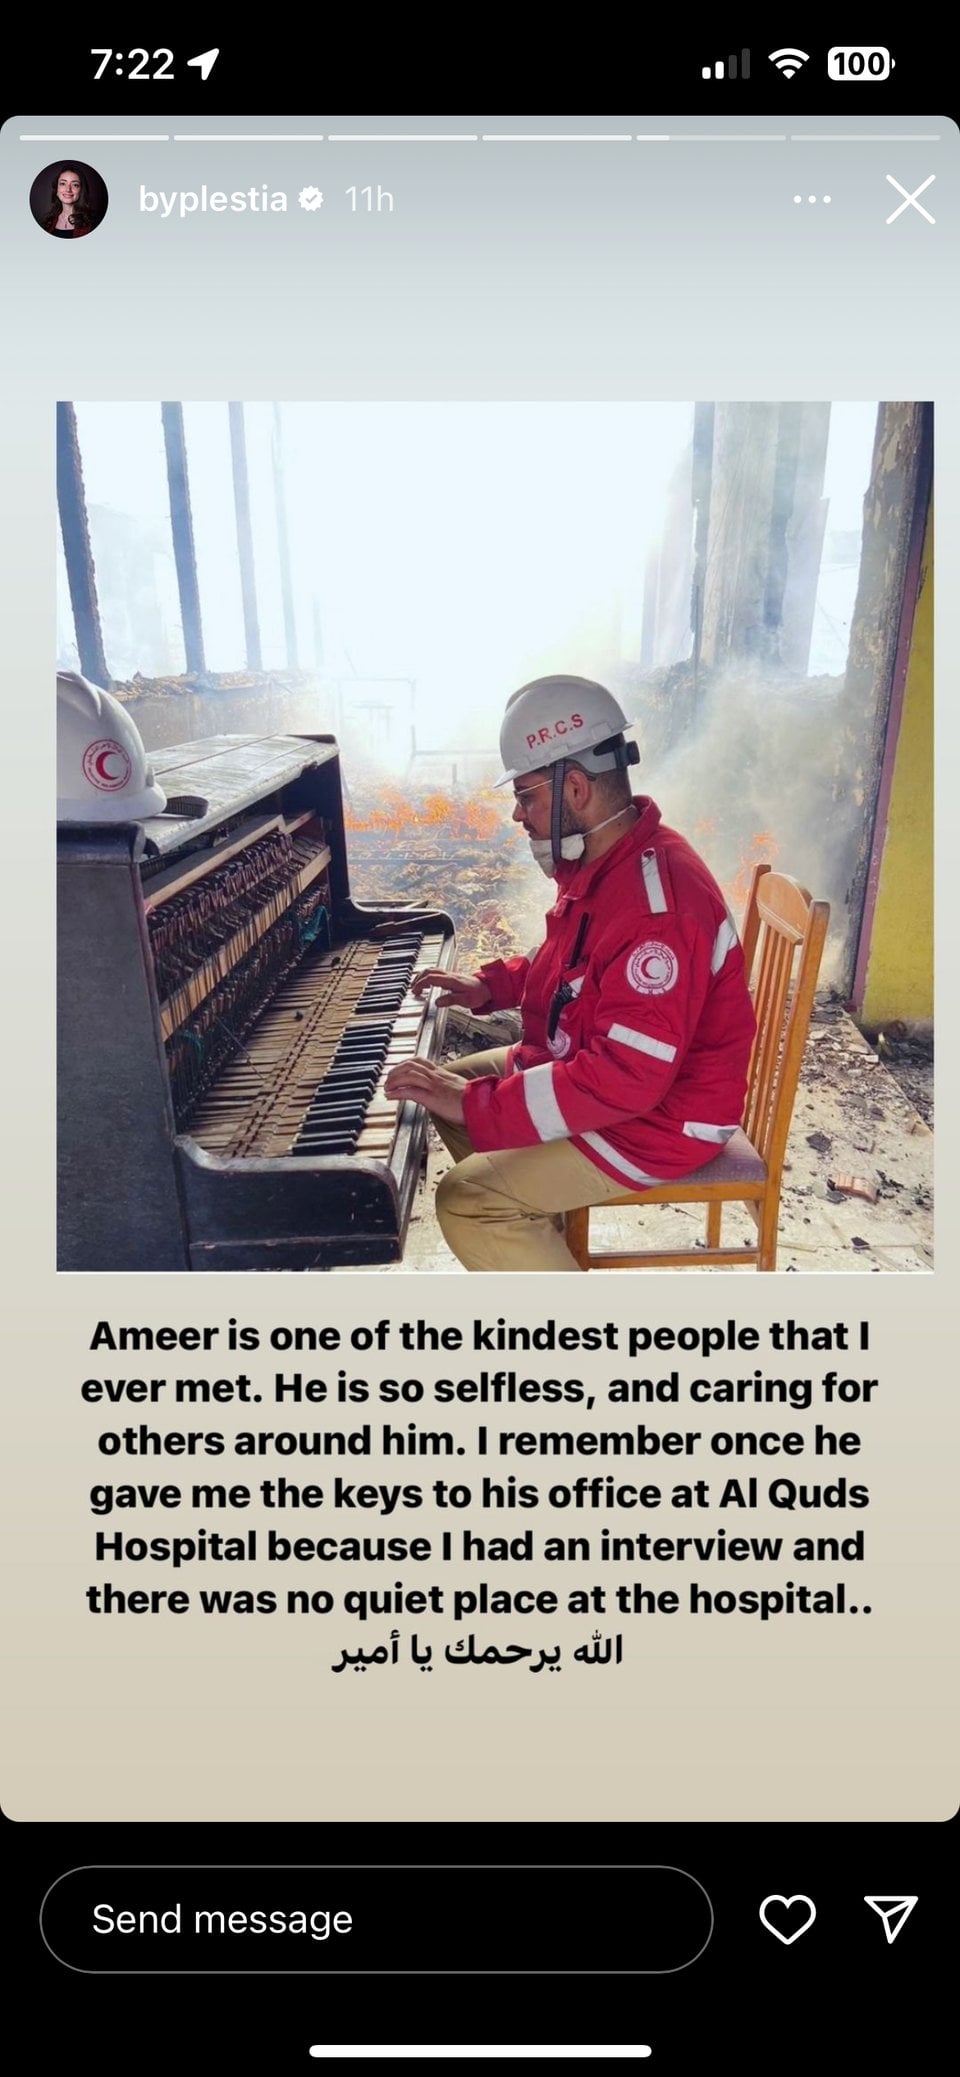 7:22
100
byplestia 11h
P.R.C.S
Ameer is one of the kindest people that I
ever met. He is so selfless, and caring for
others around him. I remember once he
gave me the keys to his office at Al Quds
Hospital because I had an interview and
there was no quiet place at the hospital..
الله يرحمك يا أمير
Send message